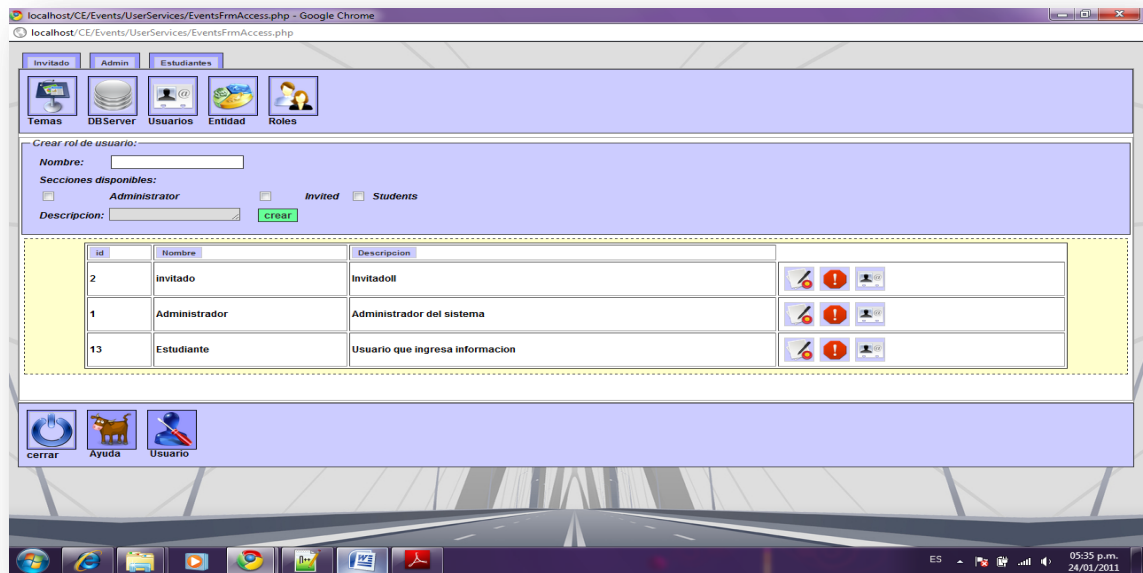 localhost/CE/Events/UserServices/EventsFrmAccess.php - Google Chrome
localhost/CE/Events/UserServices/EventsFrmAccess.php
Invitado Admin Estudiantes
Temas DBServer Usuarios Entidad Roles
Crear rol de usuario:
Nombre:
Secciones disponibles:
Administrator Invited Students
Descripcion: crear
id Nombre Descripcion
2 invitado Invitadoll
1 Administrador Administrador del sistema
13 Estudiante Usuario que ingresa informacion
cerrar Ayuda Usuario
ES 05:35 p.m.
24/01/2011